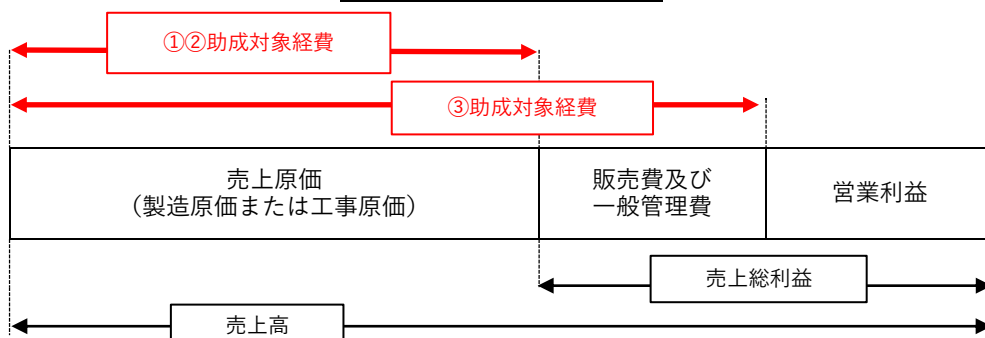 ①②助成対象経費
③助成対象経費
売上原価
（製造原価または工事原価）
販売費及び
一般管理費
営業利益
売上総利益
売上高